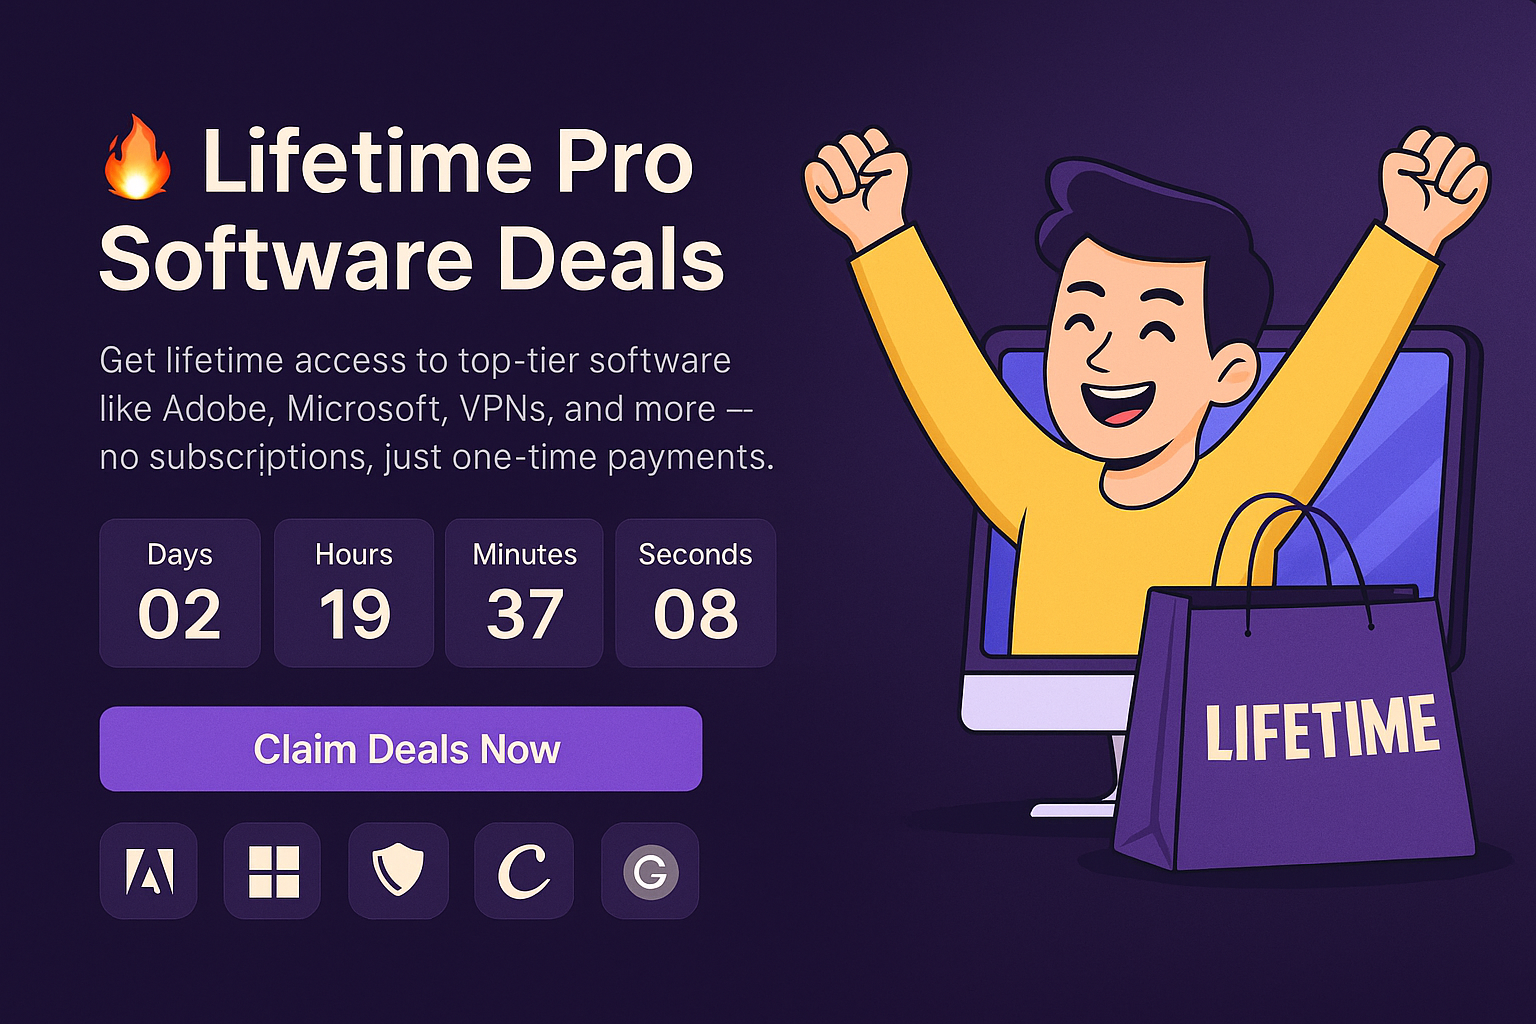 🔥 Lifetime Pro
Software Deals
Get lifetime access to top-tier software
like Adobe, Microsoft, VPNs, and more –-
no subscriptions, just one-time payments.
Days Hours Minutes Seconds
02 19 37 08
Claim Deals Now
C G
LIFETIME